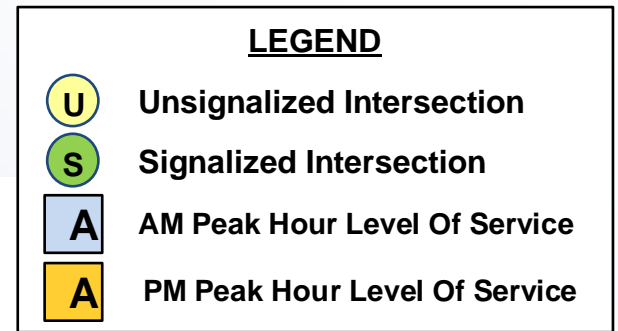 LEGEND
U Unsignalized Intersection
S Signalized Intersection
A AM Peak Hour Level Of Service
A PM Peak Hour Level Of Service